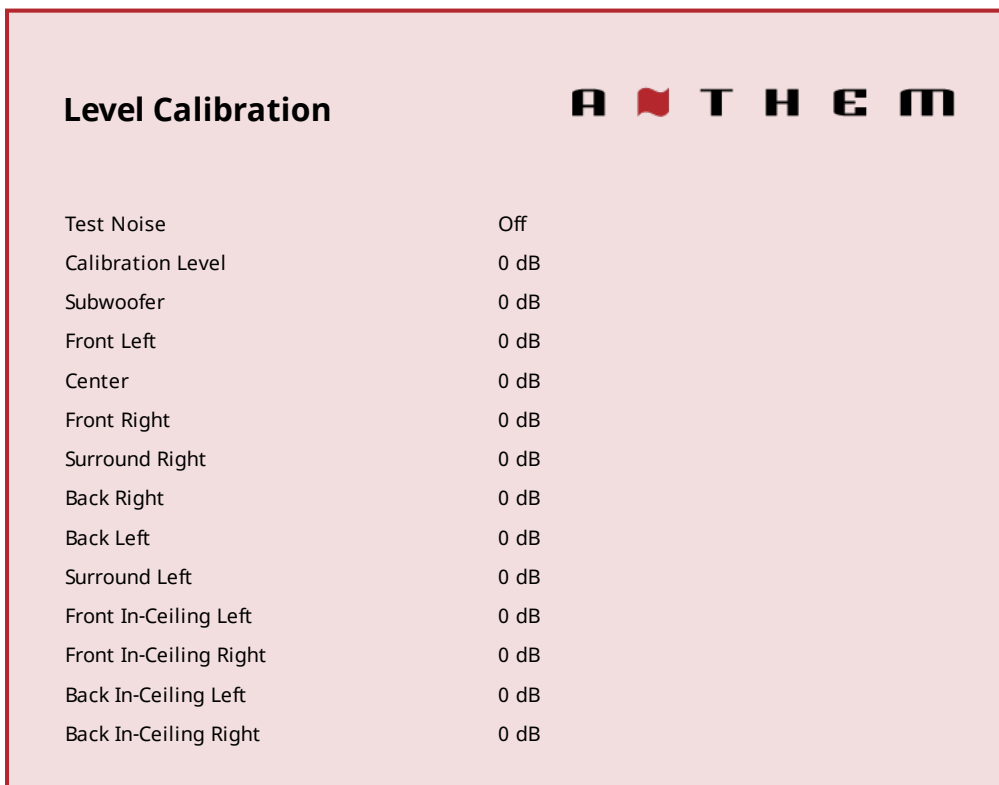 Level Calibration
ANTHEM
Test Noise Off
Calibration Level 0 dB
Subwoofer 0 dB
Front Left 0 dB
Center 0 dB
Front Right 0 dB
Surround Right 0 dB
Back Right 0 dB
Back Left 0 dB
Surround Left 0 dB
Front In-Ceiling Left 0 dB
Front In-Ceiling Right 0 dB
Back In-Ceiling Left 0 dB
Back In-Ceiling Right 0 dB